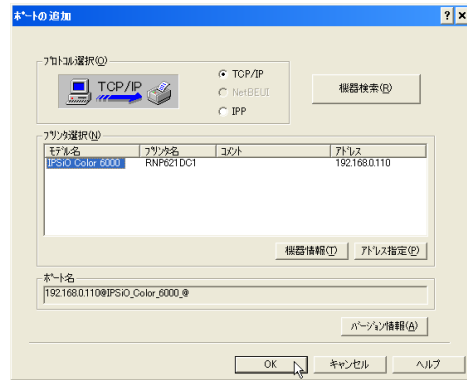 ﾎﾟｰﾄの追加
ﾌﾟﾛﾄｺﾙ選択(O)
TCP/IP
TCP/IP
NetBEUI
IPP
機器検索(R)
ﾌﾟﾘﾝﾀ選択(N)
ﾓﾃﾞﾙ名 ﾌﾟﾘﾝﾀ名 ｺﾒﾝﾄ ｱﾄﾞﾚｽ
IPSiO Color 6000 RNP621DC1 192.168.0.110
機器情報(T) ｱﾄﾞﾚｽ指定(P)
ﾎﾟｰﾄ名
192.168.0.110@IPSiO_Color_6000_@
ﾊﾞｰｼﾞｮﾝ情報(A)
OK ｷｬﾝｾﾙ ﾍﾙﾌﾟ